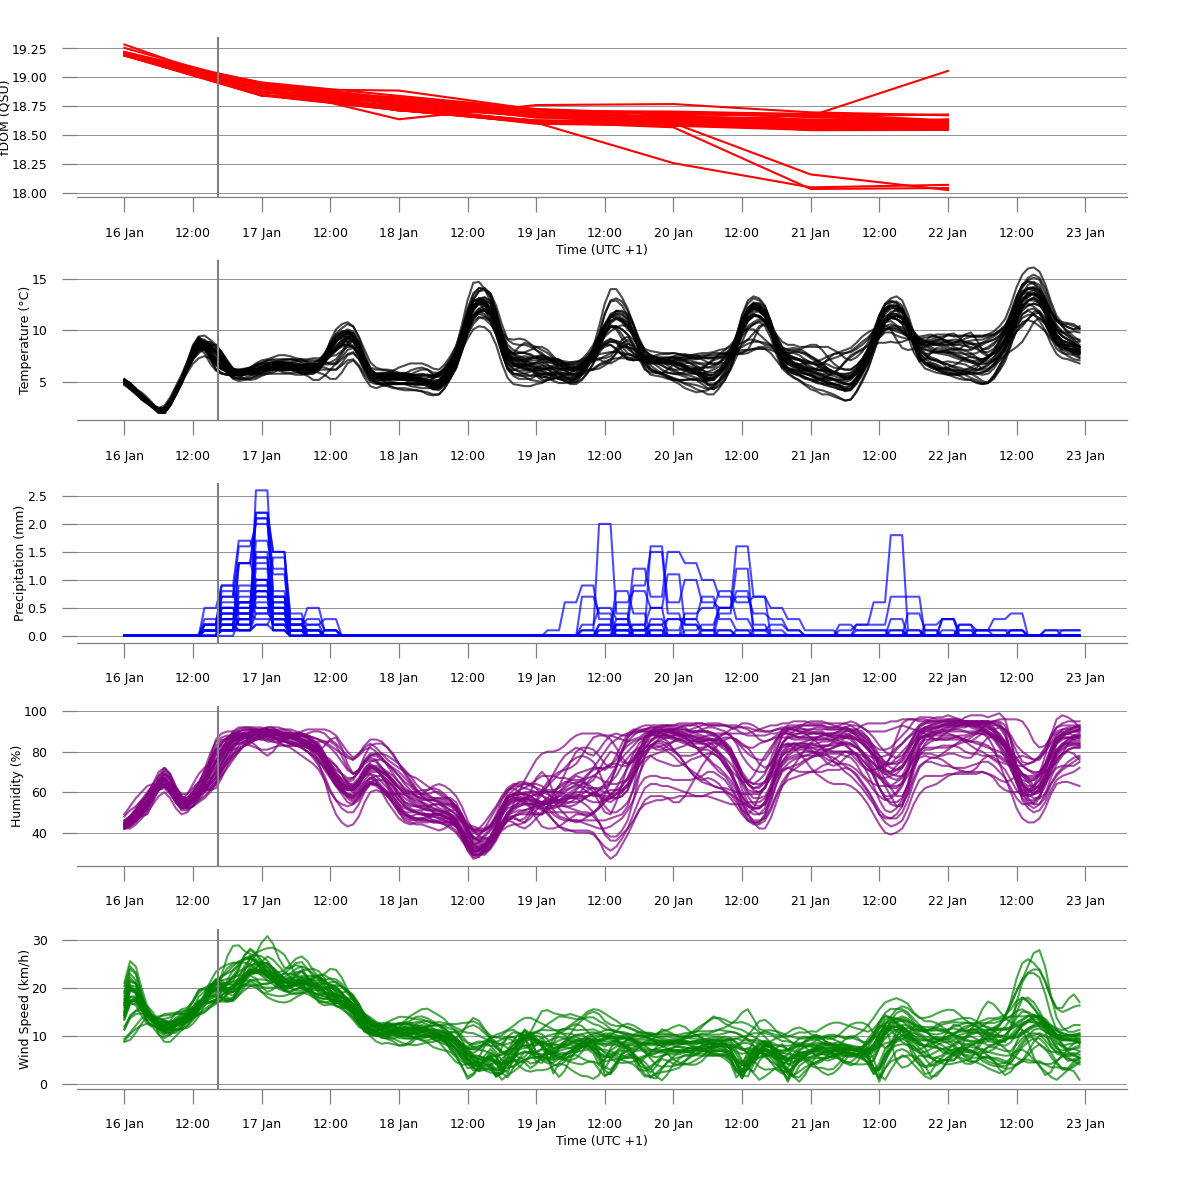 19.25
19.00
18.75
18.50
18.25
18.00
fDOM (QSU)
16 Jan 12:00 17 Jan 12:00 18 Jan 12:00 19 Jan 12:00 20 Jan 12:00 21 Jan 12:00 22 Jan 12:00 23 Jan
Time (UTC +1)
15
10
5
Temperature (°C)
16 Jan 12:00 17 Jan 12:00 18 Jan 12:00 19 Jan 12:00 20 Jan 12:00 21 Jan 12:00 22 Jan 12:00 23 Jan
2.5
2.0
1.5
1.0
0.5
0.0
Precipitation (mm)
16 Jan 12:00 17 Jan 12:00 18 Jan 12:00 19 Jan 12:00 20 Jan 12:00 21 Jan 12:00 22 Jan 12:00 23 Jan
100
80
60
40
Humidity (%)
16 Jan 12:00 17 Jan 12:00 18 Jan 12:00 19 Jan 12:00 20 Jan 12:00 21 Jan 12:00 22 Jan 12:00 23 Jan
30
20
10
0
Wind Speed (km/h)
16 Jan 12:00 17 Jan 12:00 18 Jan 12:00 19 Jan 12:00 20 Jan 12:00 21 Jan 12:00 22 Jan 12:00 23 Jan
Time (UTC +1)